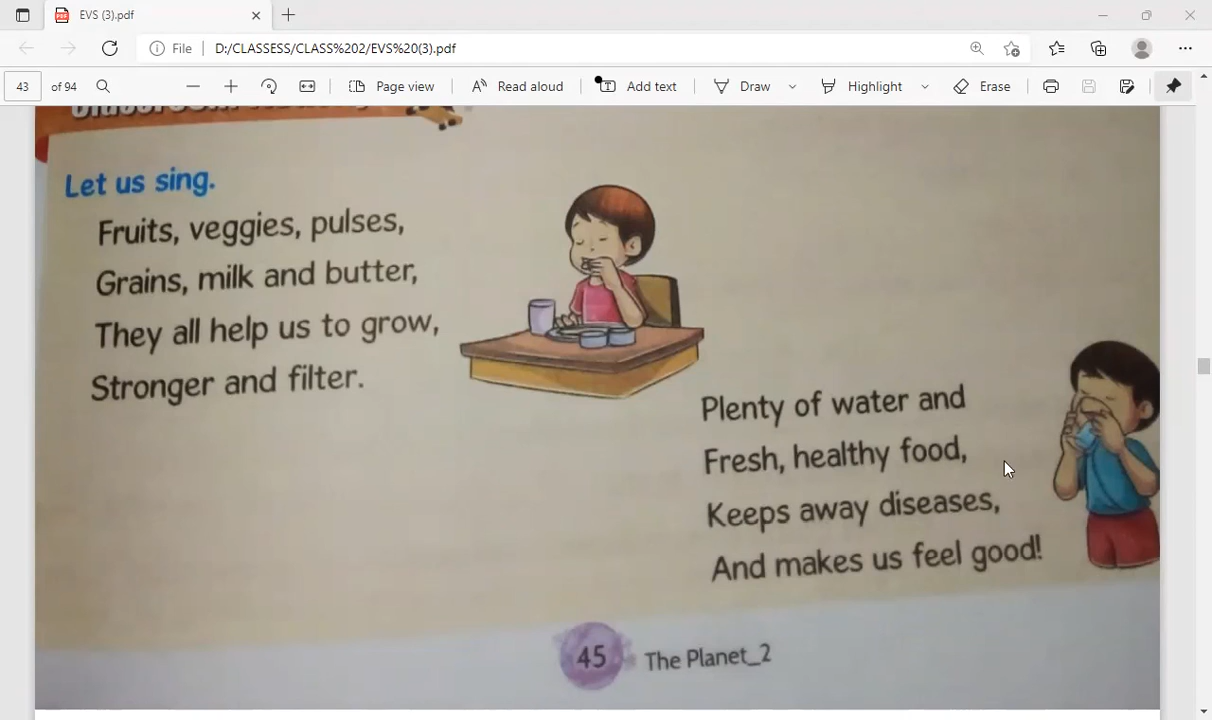 EVS (3).pdf
File
D:/CLASSESS/CLASS%202/EVS%20(3).pdf
43 of 94
Page view
Read aloud
Add text
Draw
Highlight
Erase
Let us sing.
Fruits, veggies, pulses,
Grains, milk and butter,
They all help us to grow,
Stronger and filter.
Plenty of water and
Fresh, healthy food,
Keeps away diseases,
And makes us feel good!
45 The Planet_2